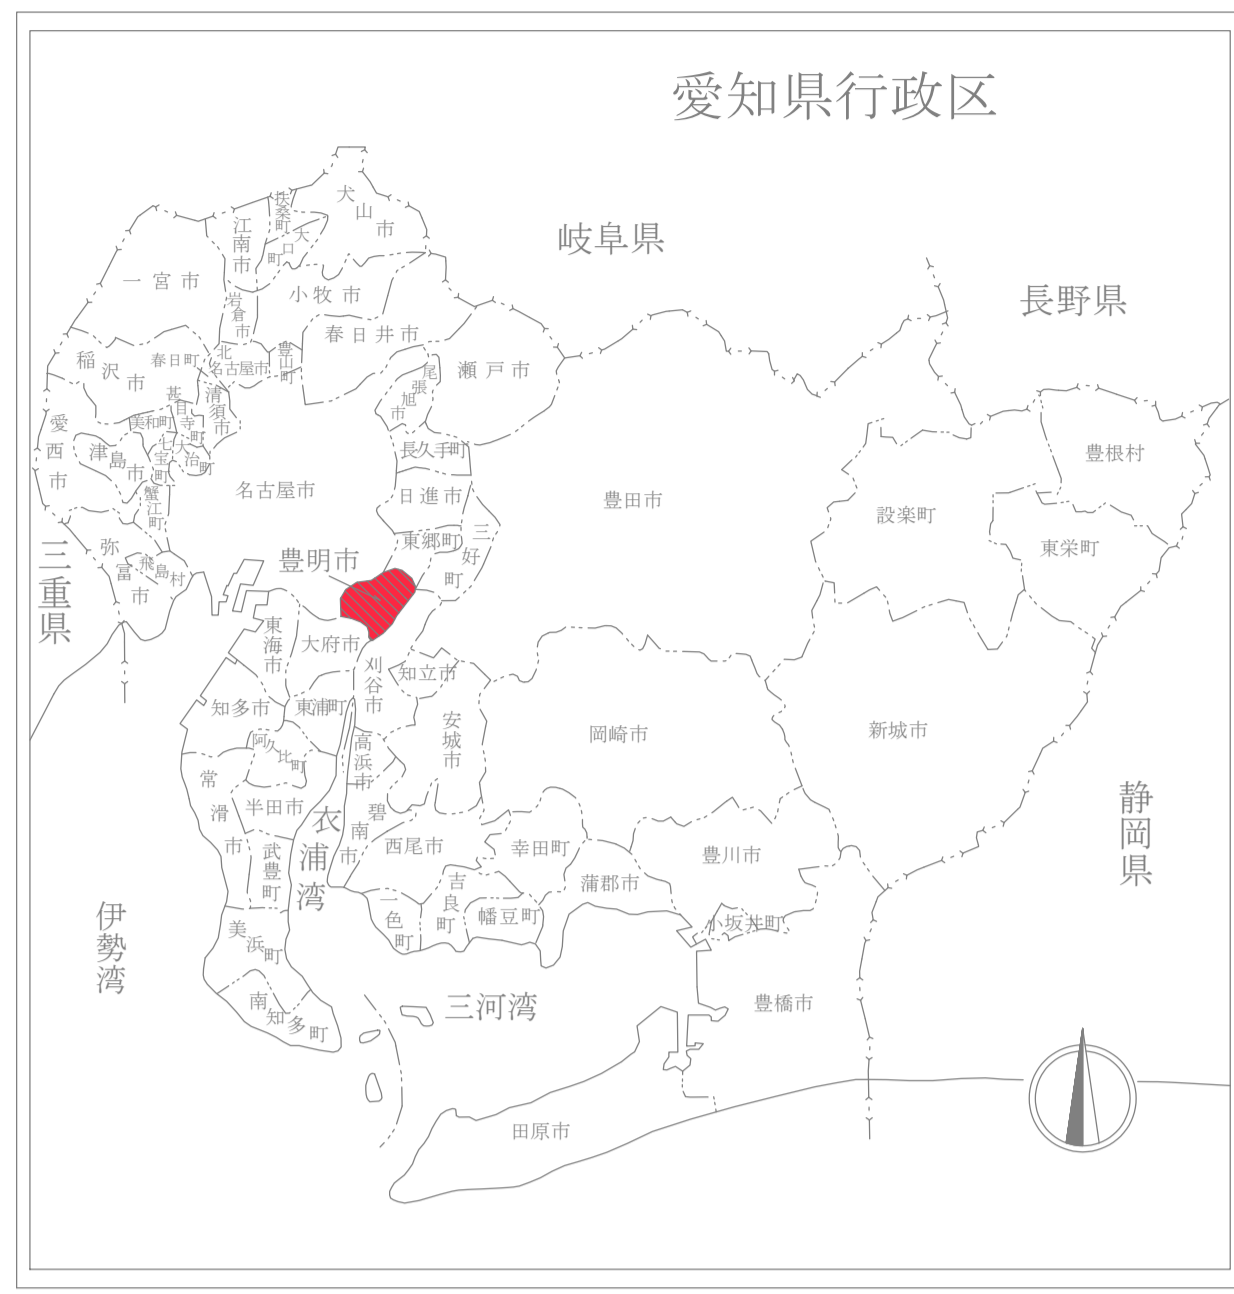 愛知県行政区
岐阜県
長野県
静岡県
三重県
伊勢湾
衣浦湾
三河湾
犬山市
扶桑町
大口町
江南市
一宮市
小牧市
岩倉市
春日井市
北名古屋市
豊山町
稲沢市
春日町
清須市
甚目寺町
美和町
七宝町
大治町
愛西市
津島市
蟹江町
弥富市
飛島村
尾張旭市
瀬戸市
長久手町
日進市
東郷町
三好町
名古屋市
豊明市
豊田市
設楽町
豊根村
東栄町
東海市
大府市
刈谷市
知立市
知多市
東浦町
安城市
岡崎市
新城市
阿久比町
高浜市
常滑市
半田市
碧南市
西尾市
幸田町
豊川市
武豊町
吉良町
蒲郡市
一色町
幡豆町
小坂井町
美浜町
南知多町
豊橋市
田原市